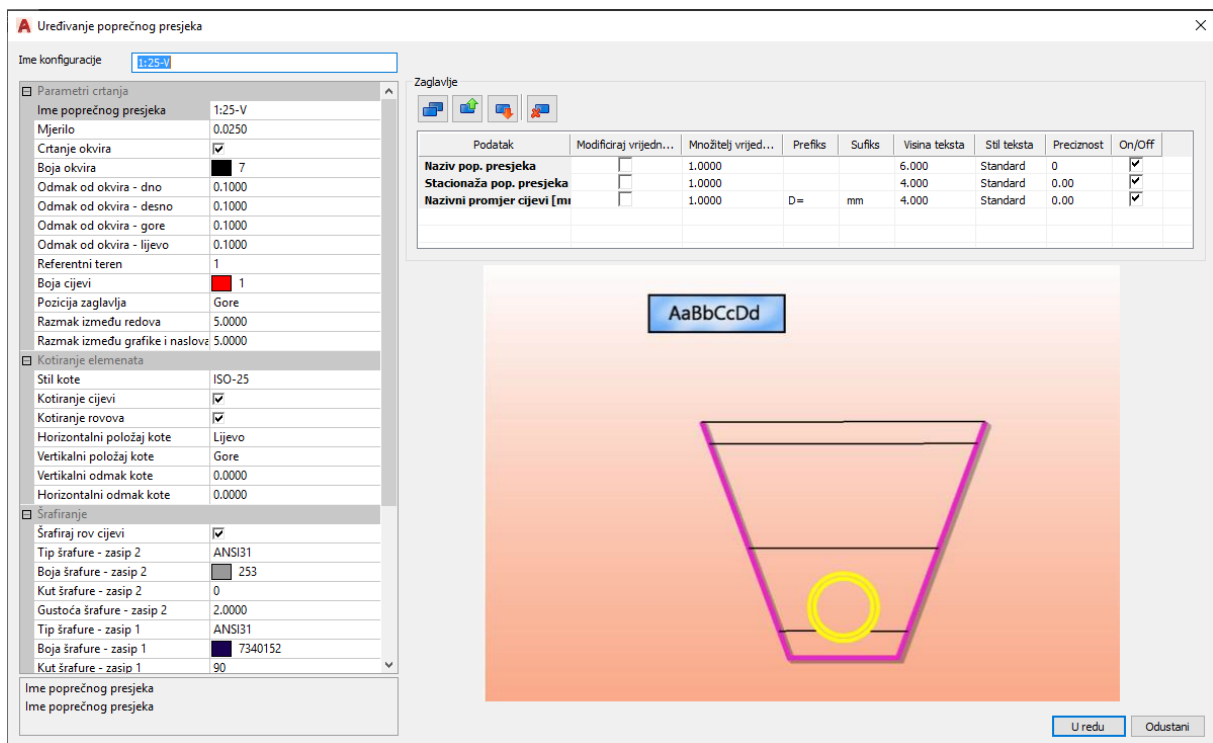 Uređivanje poprečnog presjeka
Ime konfiguracije 1:25-V
Parametri crtanja
Ime poprečnog presjeka 1:25-V
Mjerilo 0.0250
Crtanje okvira
Boja okvira 7
Odmak od okvira - dno 0.1000
Odmak od okvira - desno 0.1000
Odmak od okvira - gore 0.1000
Odmak od okvira - lijevo 0.1000
Referentni teren 1
Boja cijevi 1
Pozicija zaglavlja Gore
Razmak između redova 5.0000
Razmak između grafike i naslova 5.0000
Kotiranje elemenata
Stil kote ISO-25
Kotiranje cijevi
Kotiranje rovova
Horizontalni položaj kote Lijevo
Vertikalni položaj kote Gore
Vertikalni odmak kote 0.0000
Horizontalni odmak kote 0.0000
Šrafiranje
Šrafiraj rov cijevi
Tip šrafure - zasip 2 ANSI31
Boja šrafure - zasip 2 253
Kut šrafure - zasip 2 0
Gustoća šrafure - zasip 2 2.0000
Tip šrafure - zasip 1 ANSI31
Boja šrafure - zasip 1 7340152
Kut šrafure - zasip 1 90
Ime poprečnog presjeka
Ime poprečnog presjeka
Zaglavlje
Podatak Modificiraj vrijedn... Množitelj vrijed... Prefiks Sufiks Visina teksta Stil teksta Preciznost On/Off
Naziv pop. presjeka 1.0000 6.000 Standard 0
Stacionaža pop. presjeka 1.0000 4.000 Standard 0.00
Nazivni promjer cijevi [m 1.0000 D= mm 4.000 Standard 0.00
AaBbCcDd
U redu Odustani